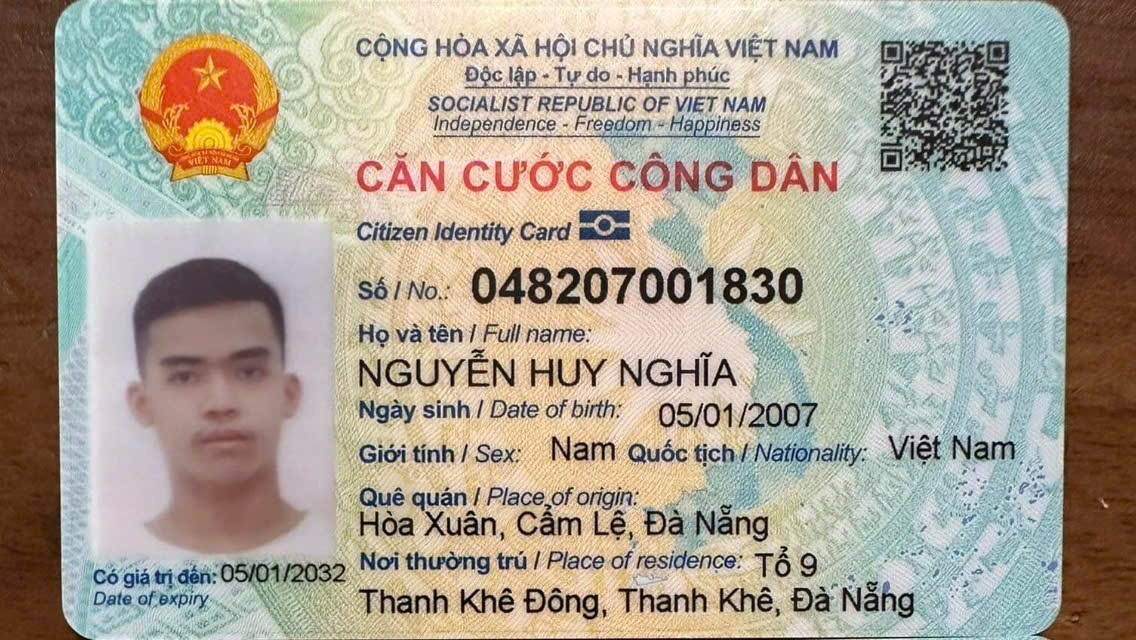 CỘNG HÒA XÃ HỘI CHỦ NGHĨA VIỆT NAM
Độc lập - Tự do - Hạnh phúc
SOCIALIST REPUBLIC OF VIET NAM
Independence - Freedom - Happiness
VIỆT NAM
CĂN CƯỚC CÔNG DÂN
Citizen Identity Card
Số / No.: 048207001830
Họ và tên / Full name:
NGUYỄN HUY NGHĨA
Ngày sinh / Date of birth: 05/01/2007
Giới tính / Sex: Nam Quốc tịch / Nationality: Việt Nam
Quê quán / Place of origin:
Hòa Xuân, Cẩm Lệ, Đà Nẵng
Nơi thường trú / Place of residence: Tổ 9
Thanh Khê Đông, Thanh Khê, Đà Nẵng
Có giá trị đến: 05/01/2032
Date of expiry